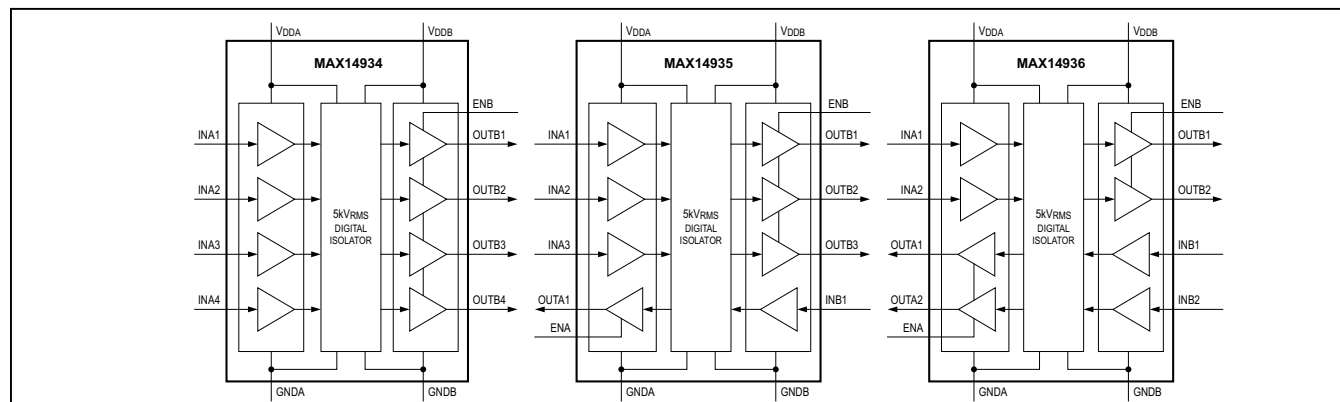 VDDA
VDDB
MAX14934
ENB
INA1
OUTB1
INA2
OUTB2
5kVRMS
DIGITAL
ISOLATOR
INA3
OUTB3
INA4
OUTB4
GNDA
GNDB
VDDA
VDDB
MAX14935
ENB
INA1
OUTB1
INA2
OUTB2
5kVRMS
DIGITAL
ISOLATOR
INA3
OUTB3
OUTA1
INB1
ENA
GNDA
GNDB
VDDA
VDDB
MAX14936
ENB
INA1
OUTB1
INA2
OUTB2
5kVRMS
DIGITAL
ISOLATOR
OUTA1
INB1
OUTA2
INB2
ENA
GNDA
GNDB